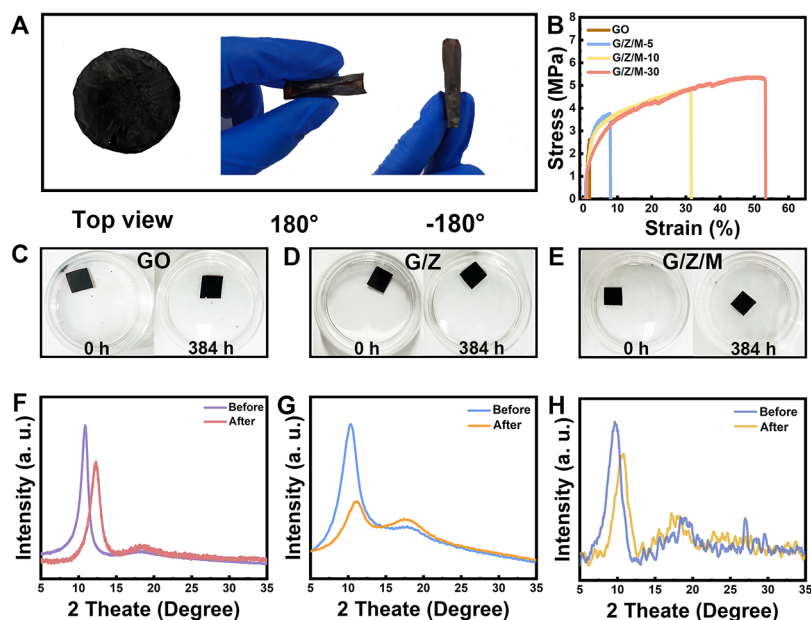 A
Top view
180°
-180°
B
GO
G/Z/M-5
G/Z/M-10
G/Z/M-30
Stress (MPa)
8
7
6
5
4
3
2
1
0
0 10 20 30 40 50 60
Strain (%)
C
GO
0 h
384 h
D
G/Z
0 h
384 h
E
G/Z/M
0 h
384 h
F
Before
After
Intensity (a. u.)
5 10 15 20 25 30 35
2 Theate (Degree)
G
Before
After
Intensity (a. u.)
5 10 15 20 25 30 35
2 Theate (Degree)
H
Before
After
Intensity (a. u.)
5 10 15 20 25 30 35
2 Theate (Degree)